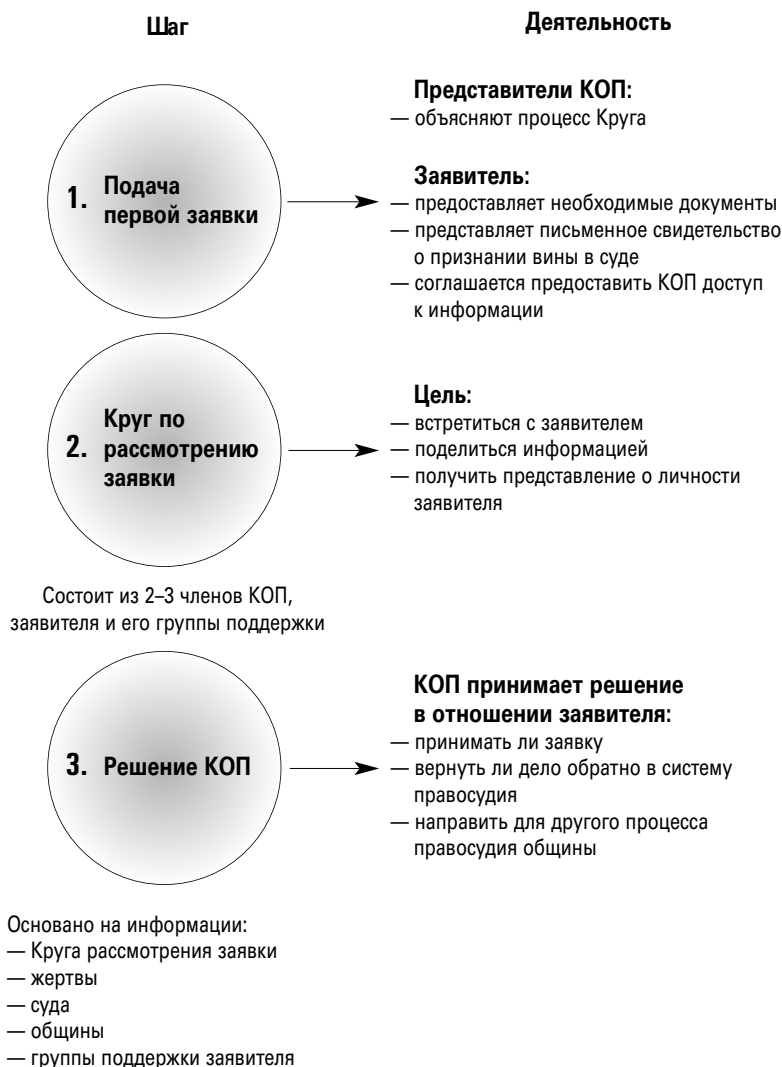 Шаг
Деятельность
1. Подача
первой заявки
Представители КОП:
— объясняют процесс Круга
Заявитель:
— предоставляет необходимые документы
— представляет письменное свидетельство
о признании вины в суде
— соглашается предоставить КОП доступ
к информации
Круг по
2. рассмотрению
заявки
Цель:
— встретиться с заявителем
— поделиться информацией
— получить представление о личности
заявителя
Состоит из 2–3 членов КОП,
заявителя и его группы поддержки
3. Решение КОП
КОП принимает решение
в отношении заявителя:
— принимать ли заявку
— вернуть ли дело обратно в систему
правосудия
— направить для другого процесса
правосудия общины
Основано на информации:
— Круга рассмотрения заявки
— жертвы
— суда
— общины
— группы поддержки заявителя